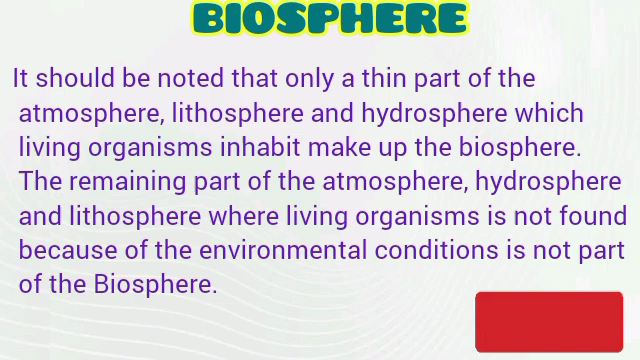 BIOSPHERE
It should be noted that only a thin part of the
atmosphere, lithosphere and hydrosphere which
living organisms inhabit make up the biosphere.
The remaining part of the atmosphere, hydrosphere
and lithosphere where living organisms is not found
because of the environmental conditions is not part
of the Biosphere.